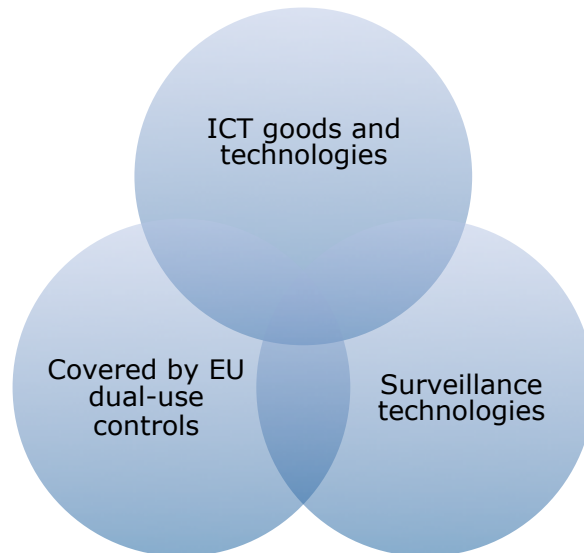 ICT goods and
technologies
Covered by EU
dual-use
controls
Surveillance
technologies